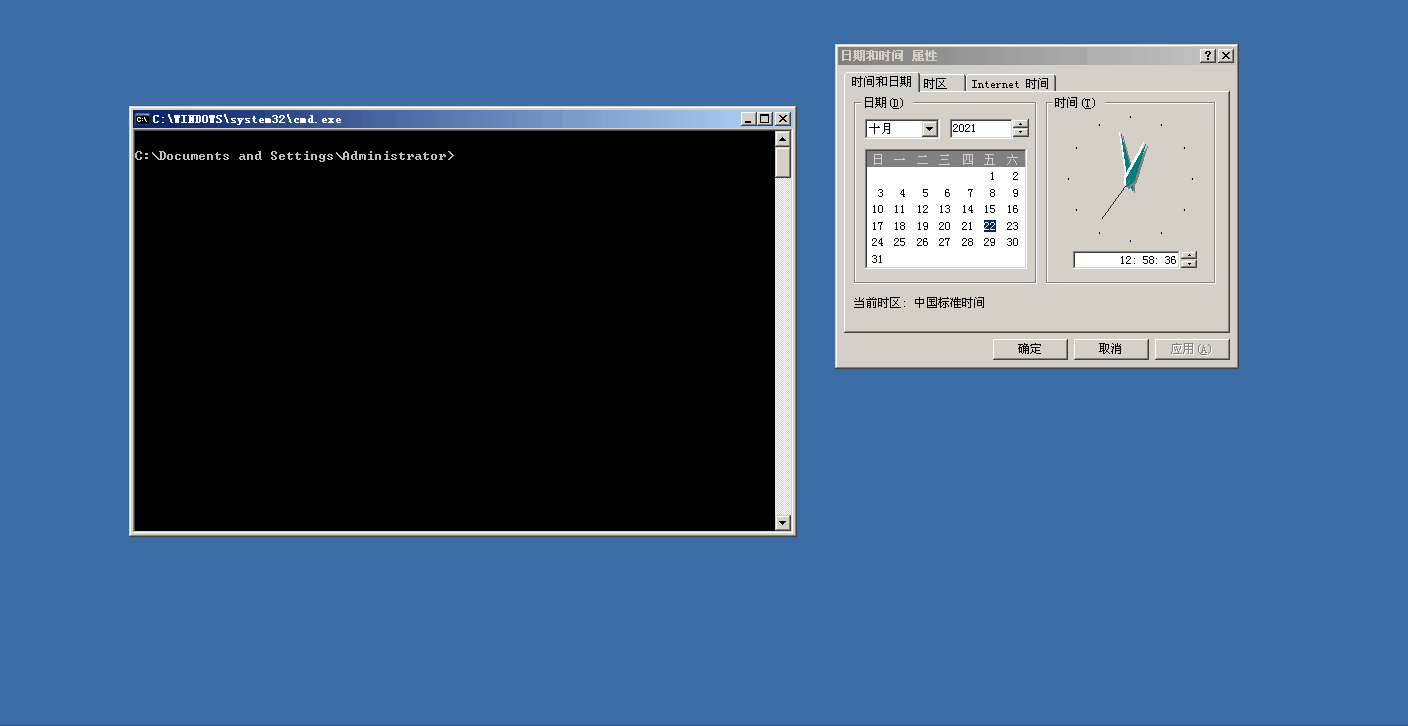 C:\WINDOWS\system32\cmd.exe
C:\Documents and Settings\Administrator>
日期和时间 属性
时间和日期 时区 Internet 时间
日期(D)
十月 2021
日 一 二 三 四 五 六
1 2
3 4 5 6 7 8 9
10 11 12 13 14 15 16
17 18 19 20 21 22 23
24 25 26 27 28 29 30
31
时间(T)
12:58:36
当前时区: 中国标准时间
确定 取消 应用(A)